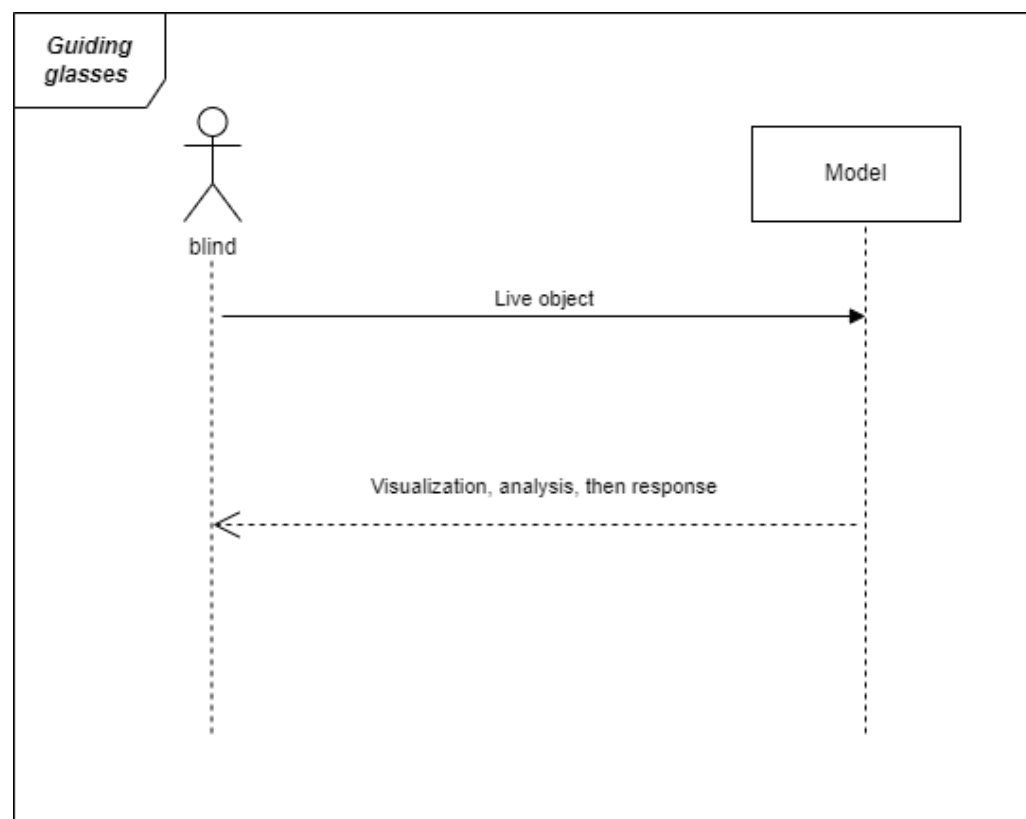 Guiding
glasses
Model
blind
Live object
Visualization, analysis, then response